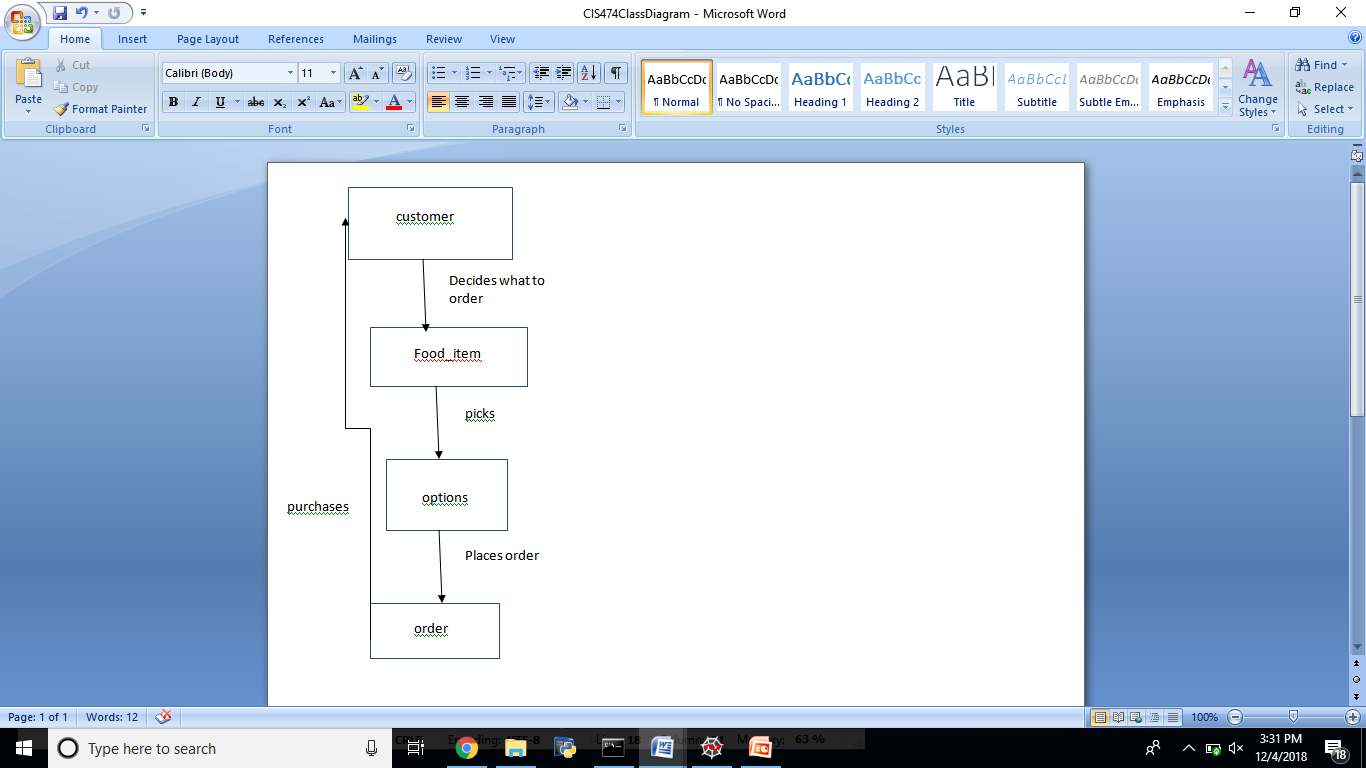 CIS474ClassDiagram - Microsoft Word
Home Insert Page Layout References Mailings Review View
Paste
Cut
Copy
Format Painter
Clipboard
Calibri (Body) 11
Font
Paragraph
AaBbCcDc AaBbCcDc AaBbC AaBbCc AaB AaBbCcL AaBbCcDc AaBbCcDc
¶ Normal ¶ No Spaci... Heading 1 Heading 2 Title Subtitle Subtle Em... Emphasis
Change Styles
Styles
Find
Replace
Select
Editing
customer
Decides what to
order
Food_item
picks
options
purchases
Places order
order
Page: 1 of 1 Words: 12 100%
Type here to search
63 %
3:31 PM
12/4/2018
18